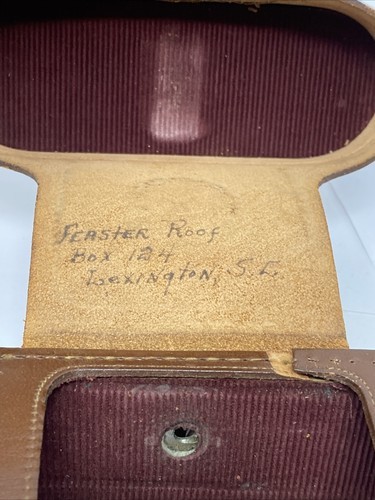 Feaster Roof
Box 124
Lexington, S.C.